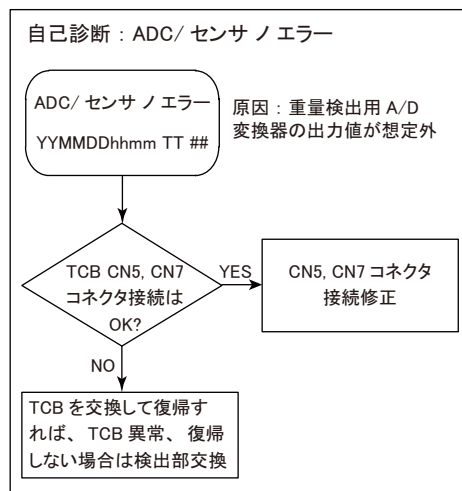 自己診断：ADC/ センサ ノ エラー
ADC/ センサ ノ エラー
YYMMDDhhmm TT ##
原因：重量検出用 A/D
変換器の出力値が想定外
TCB CN5, CN7
コネクタ接続は
OK?
YES
CN5, CN7 コネクタ
接続修正
NO
TCB を交換して復帰す
れば、TCB 異常、復帰
しない場合は検出部交換